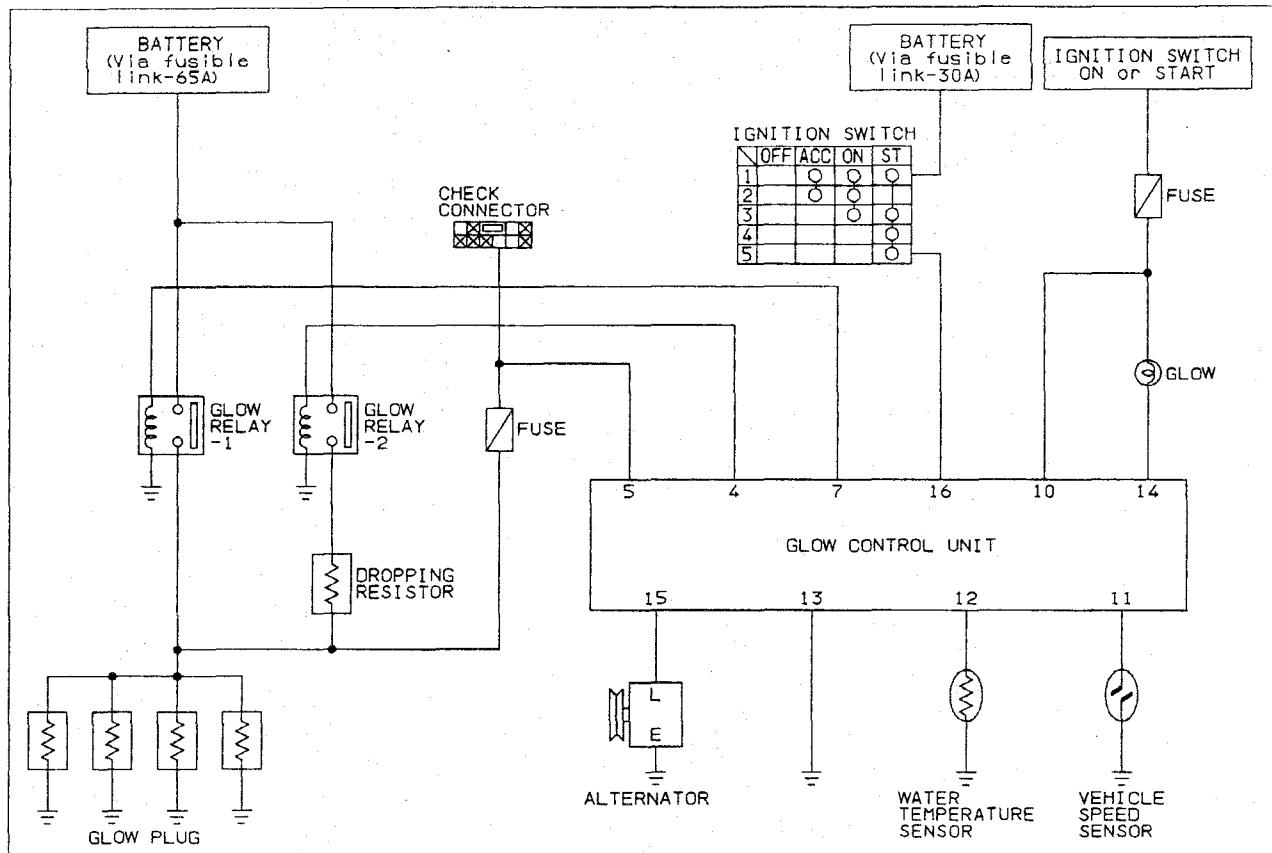 BATTERY
(Via fusible
link-65A)
BATTERY
(Via fusible
link-30A)
IGNITION SWITCH
ON or START
IGNITION SWITCH
OFF ACC ON ST
1
2
3
4
5
FUSE
CHECK
CONNECTOR
GLOW
GLOW
RELAY
-1
GLOW
RELAY
-2
FUSE
5 4 7 16 10 14
GLOW CONTROL UNIT
DROPPING
RESISTOR
15 13 12 11
L
E
ALTERNATOR
WATER
TEMPERATURE
SENSOR
VEHICLE
SPEED
SENSOR
GLOW PLUG